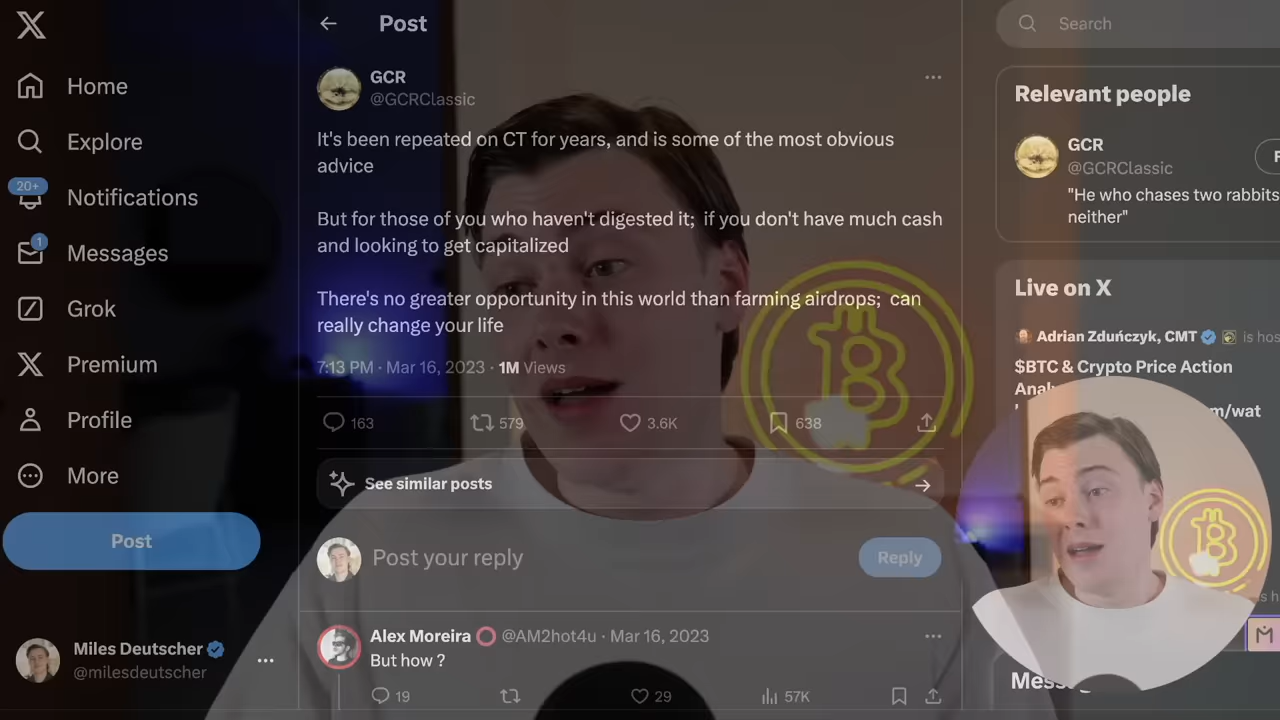 Post
Search
Home
Explore
20+
Notifications
1
Messages
Grok
Premium
Profile
More
Post
Miles Deutscher
@milesdeutscher
GCR
@GCRClassic
It's been repeated on CT for years, and is some of the most obvious
advice
But for those of you who haven't digested it; if you don't have much cash
and looking to get capitalized
There's no greater opportunity in this world than farming airdrops; can
really change your life
7:13 PM · Mar 16, 2023 · 1M Views
163
579
3.6K
638
See similar posts
Post your reply
Reply
Alex Moreira @AM2hot4u · Mar 16, 2023
But how ?
19
29
57K
Relevant people
GCR
@GCRClassic
"He who chases two rabbits
neither"
Live on X
Adrian Zduńczyk, CMT is hos
$BTC & Crypto Price Action